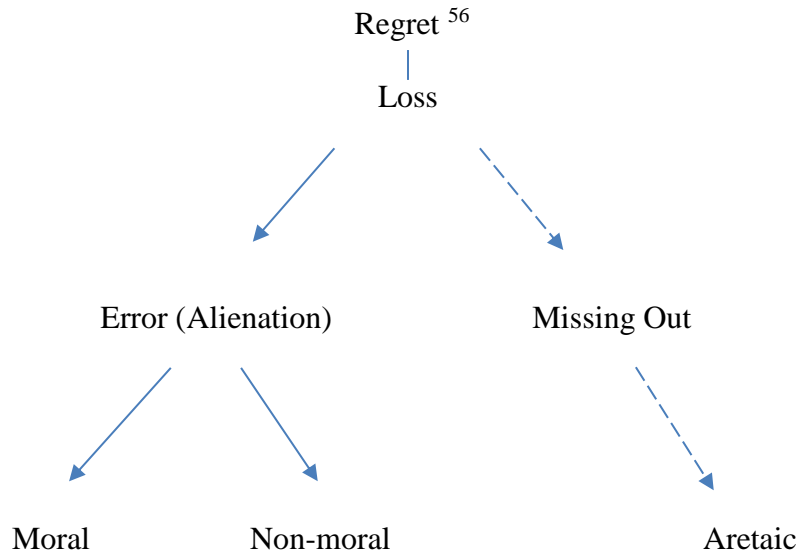 Regret 56
Loss
Error (Alienation) Missing Out
Moral Non-moral Aretaic